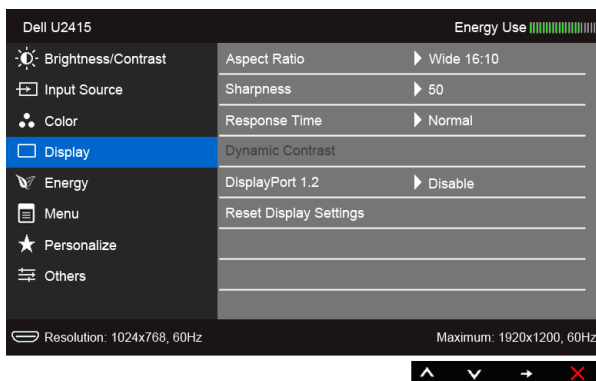 Dell U2415 Energy Use
Brightness/Contrast Aspect Ratio Wide 16:10
Input Source Sharpness 50
Color Response Time Normal
Display Dynamic Contrast
Energy DisplayPort 1.2 Disable
Menu Reset Display Settings
Personalize
Others
Resolution: 1024x768, 60Hz Maximum: 1920x1200, 60Hz